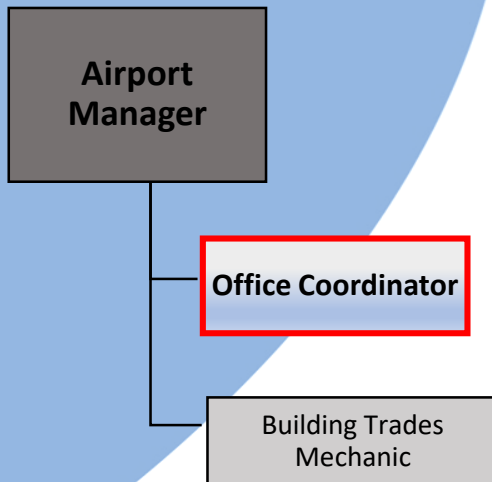 Airport
Manager
Office Coordinator
Building Trades
Mechanic